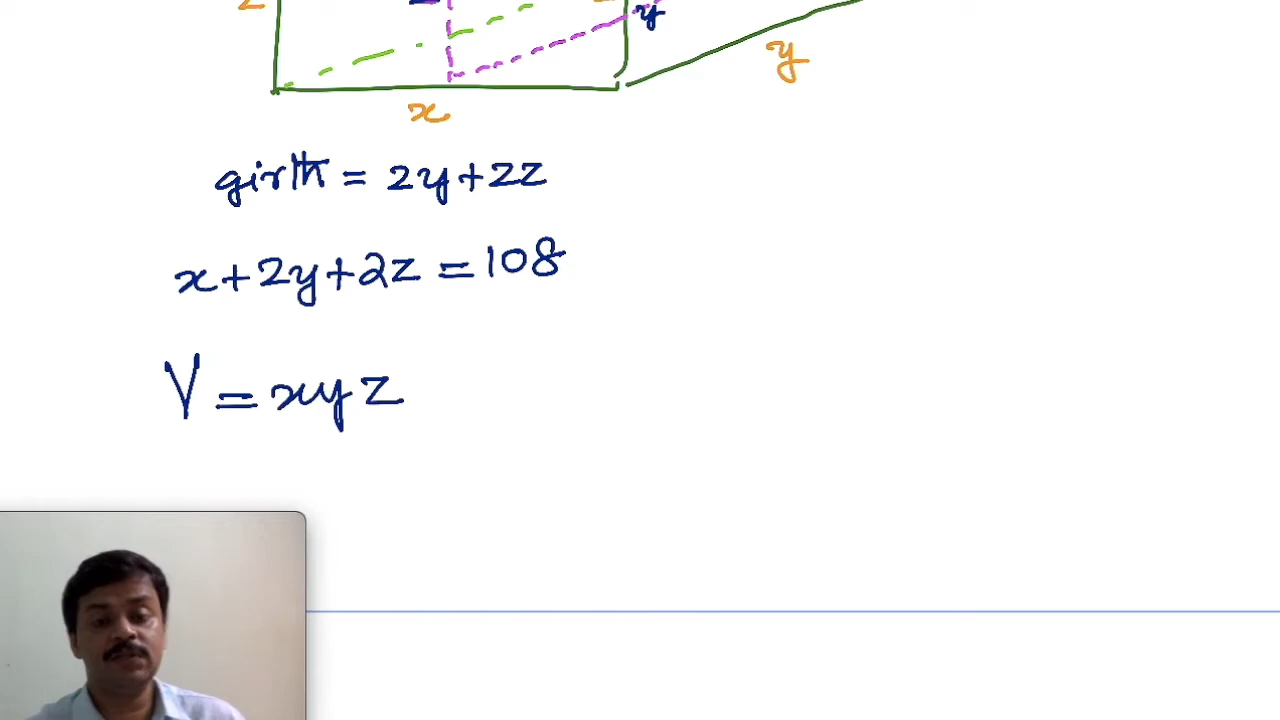 z
z
z
y
y
x
girth = 2y+2z
x+2y+2z = 108
V = xyz